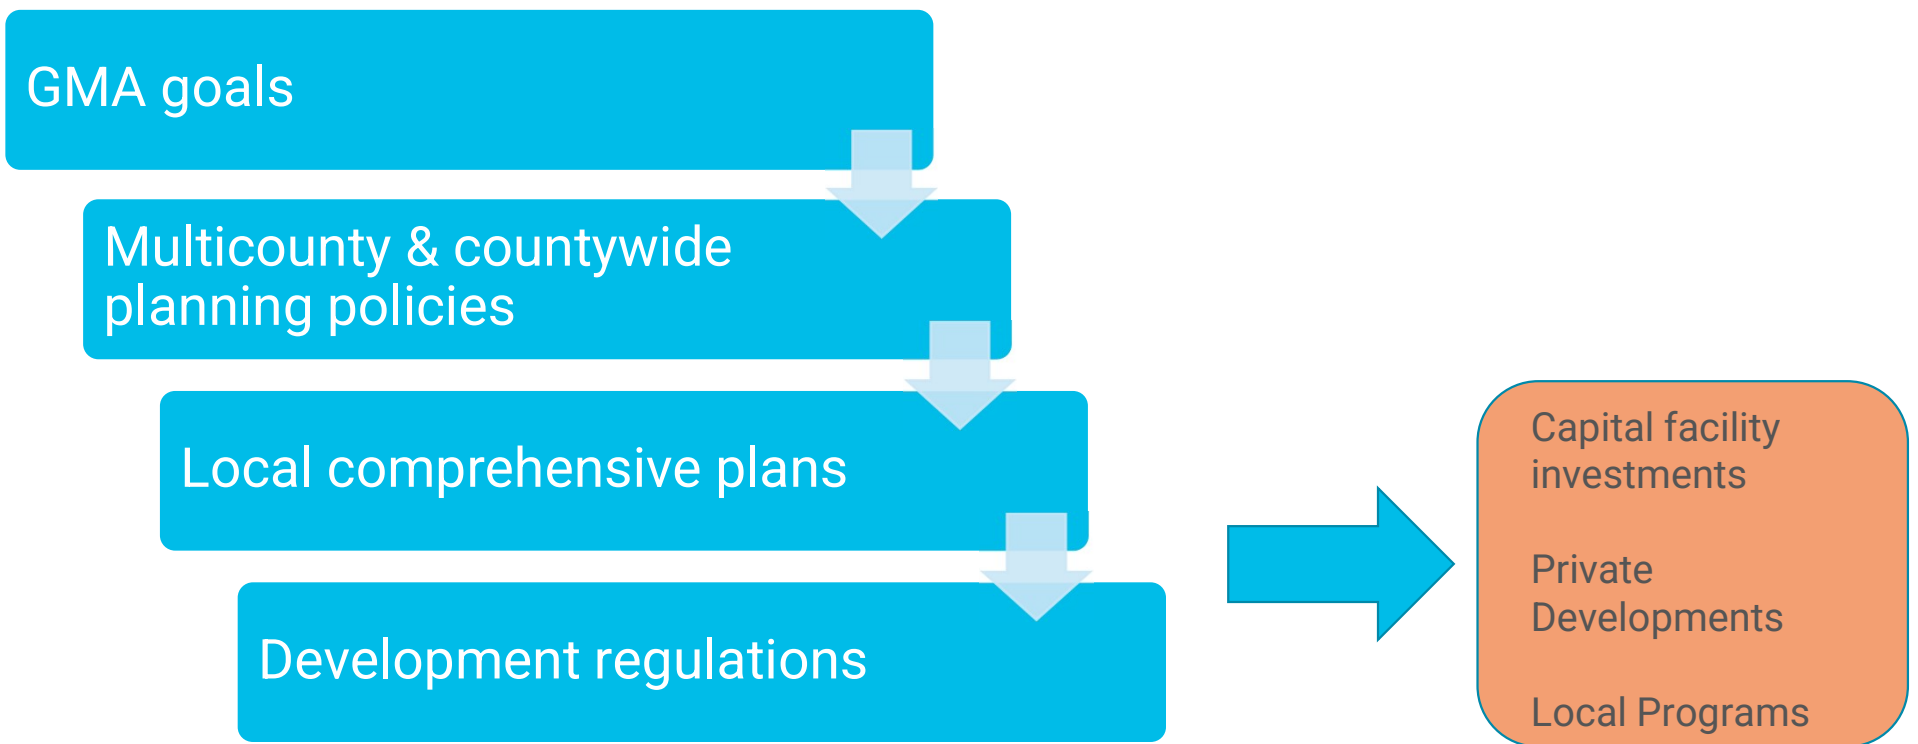 GMA goals
Multicounty & countywide
planning policies
Local comprehensive plans
Development regulations
Capital facility
investments
Private
Developments
Local Programs